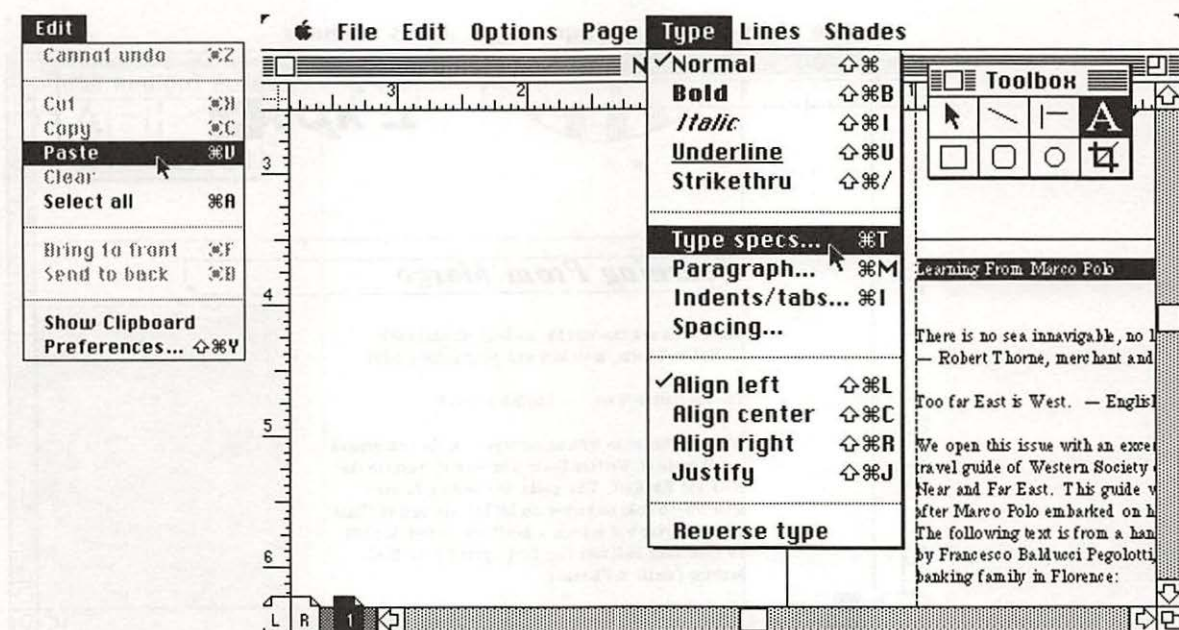 Edit
Cannot undo ⌘Z
Cut ⌘X
Copy ⌘C
Paste ⌘V
Clear
Select all ⌘A
Bring to front ⌘F
Send to back ⌘B
Show Clipboard
Preferences... ⇧⌘Y
File Edit Options Page Type Lines Shades
N
✓Normal ⇧⌘
Bold ⇧⌘B
Italic ⇧⌘I
Underline ⇧⌘U
Strikethru ⇧⌘/
Type specs... ⌘T
Paragraph... ⌘M
Indents/tabs... ⌘I
Spacing...
✓Align left ⇧⌘L
Align center ⇧⌘C
Align right ⇧⌘R
Justify ⇧⌘J
Reverse type
3 2 1
3
4
5
6
L R 1
Toolbox
A
Learning From Marco Polo
There is no sea innavigable, no l
— Robert Thorne, merchant and
Too far East is West. — Englis
We open this issue with an excer
travel guide of Western Society
Near and Far East. This guide w
after Marco Polo embarked on h
The following text is from a han
by Francesco Balducci Pegolotti,
banking family in Florence: